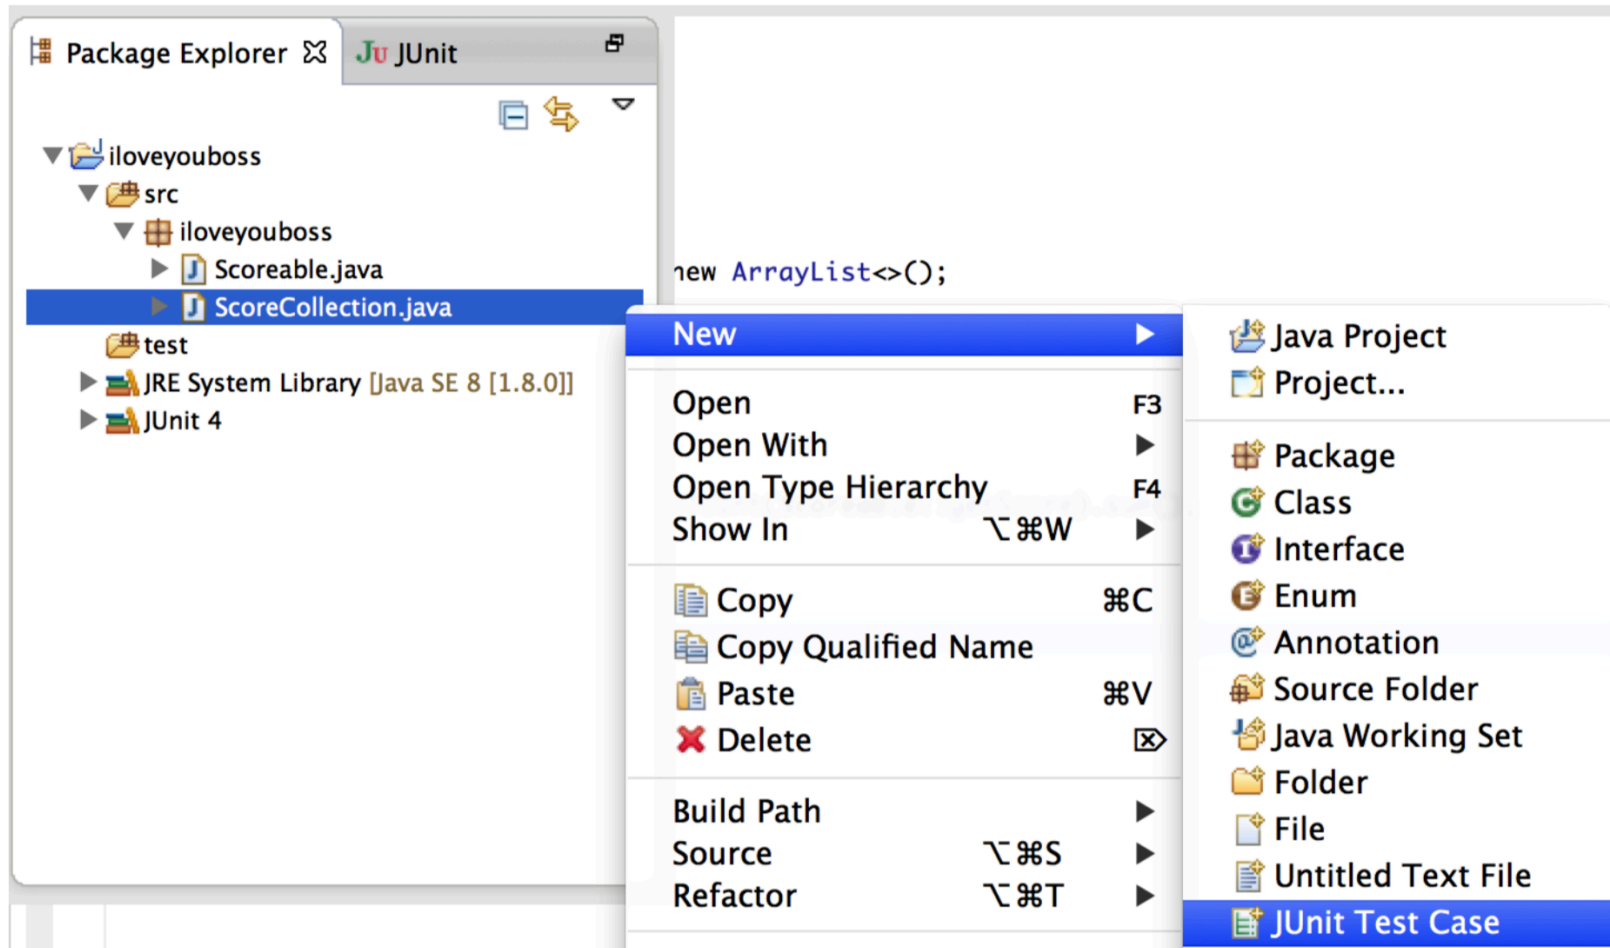 Package Explorer
JU JUnit
iloveyouboss
src
iloveyouboss
Scoreable.java
ScoreCollection.java
test
JRE System Library [Java SE 8 [1.8.0]]
JUnit 4
new ArrayList<>();
New
Open F3
Open With
Open Type Hierarchy F4
Show In ⌥⌘W
Copy ⌘C
Copy Qualified Name
Paste ⌘V
Delete ⌦
Build Path
Source ⌥⌘S
Refactor ⌥⌘T
Java Project
Project...
Package
Class
Interface
Enum
Annotation
Source Folder
Java Working Set
Folder
File
Untitled Text File
JUnit Test Case